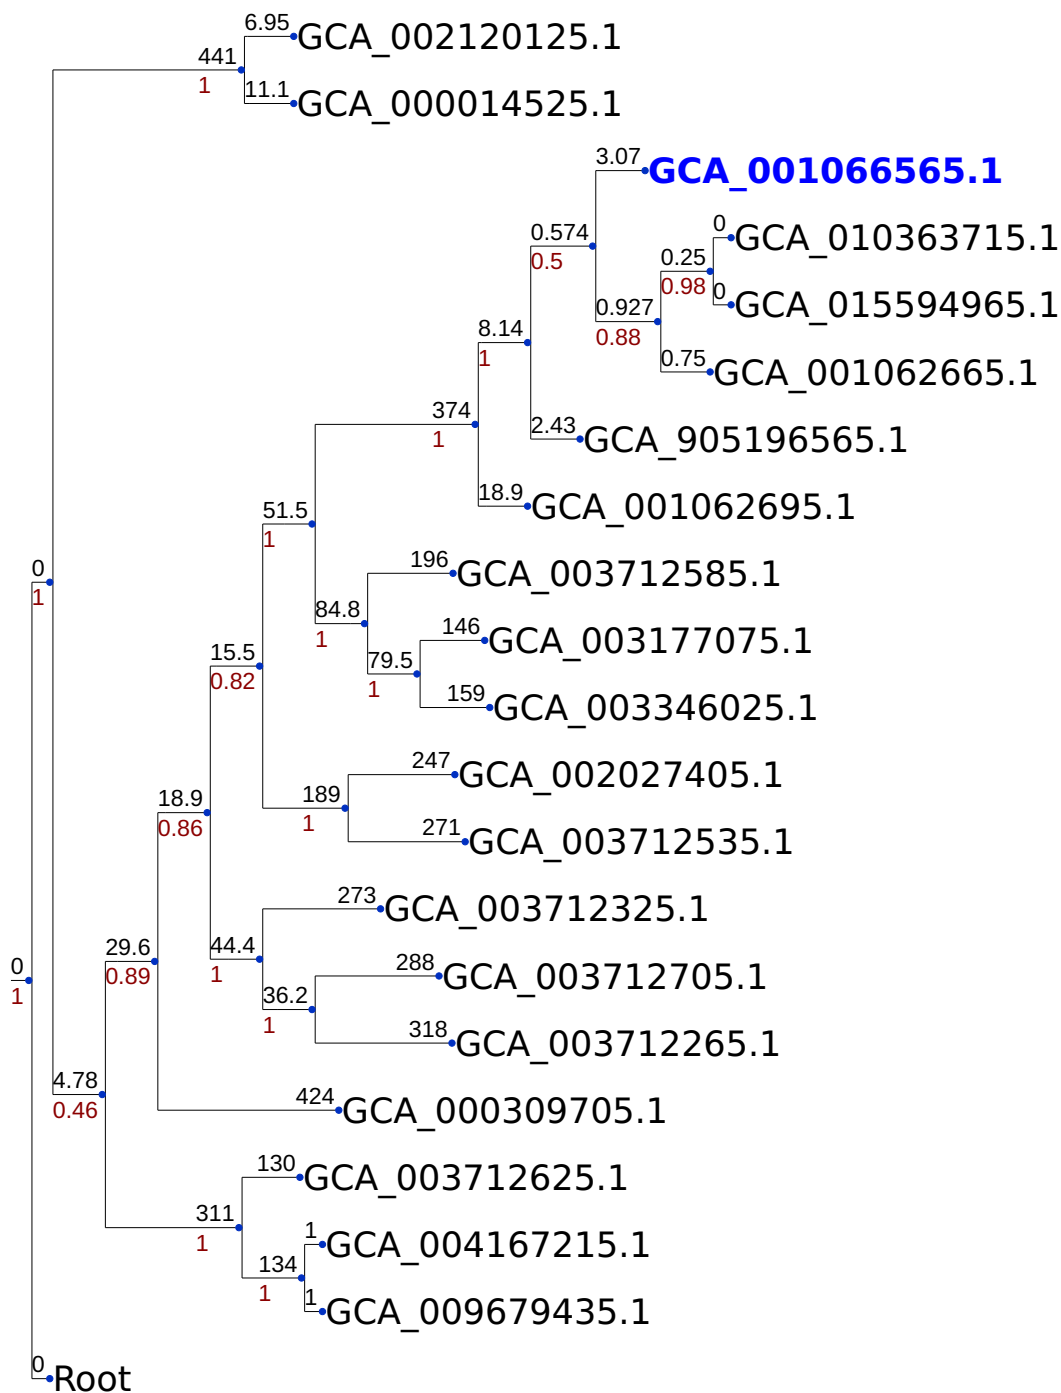 6.95
GCA_002120125.1
441
1
11.1
GCA_000014525.1
3.07
GCA_001066565.1
0
GCA_010363715.1
0.574
0.5
0.25
0.98
0
GCA_015594965.1
0.927
0.88
8.14
1
0.75
GCA_001062665.1
374
1
2.43
GCA_905196565.1
18.9
GCA_001062695.1
51.5
1
196
GCA_003712585.1
0
1
84.8
1
146
GCA_003177075.1
15.5
0.82
79.5
1
159
GCA_003346025.1
247
GCA_002027405.1
18.9
0.86
189
1
271
GCA_003712535.1
273
GCA_003712325.1
29.6
0.89
44.4
1
0
1
288
GCA_003712705.1
36.2
1
318
GCA_003712265.1
4.78
0.46
424
GCA_000309705.1
130
GCA_003712625.1
311
1
1
GCA_004167215.1
134
1
1
GCA_009679435.1
0
Root